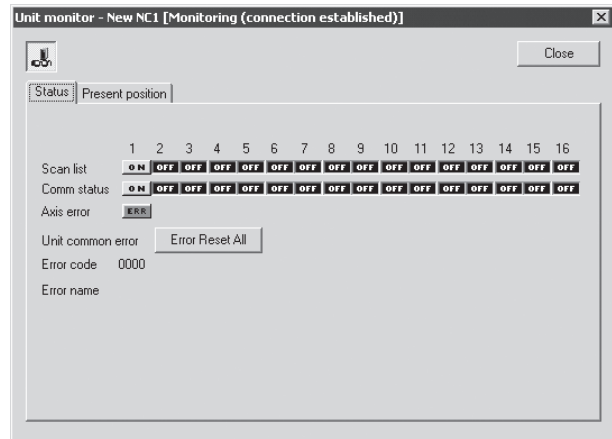 Unit monitor - New NC1 [Monitoring (connection established)]
Close
Status Present position
1 2 3 4 5 6 7 8 9 10 11 12 13 14 15 16
Scan list ON OFF OFF OFF OFF OFF OFF OFF OFF OFF OFF OFF OFF OFF OFF OFF
Comm status ON OFF OFF OFF OFF OFF OFF OFF OFF OFF OFF OFF OFF OFF OFF OFF
Axis error ERR
Unit common error Error Reset All
Error code 0000
Error name